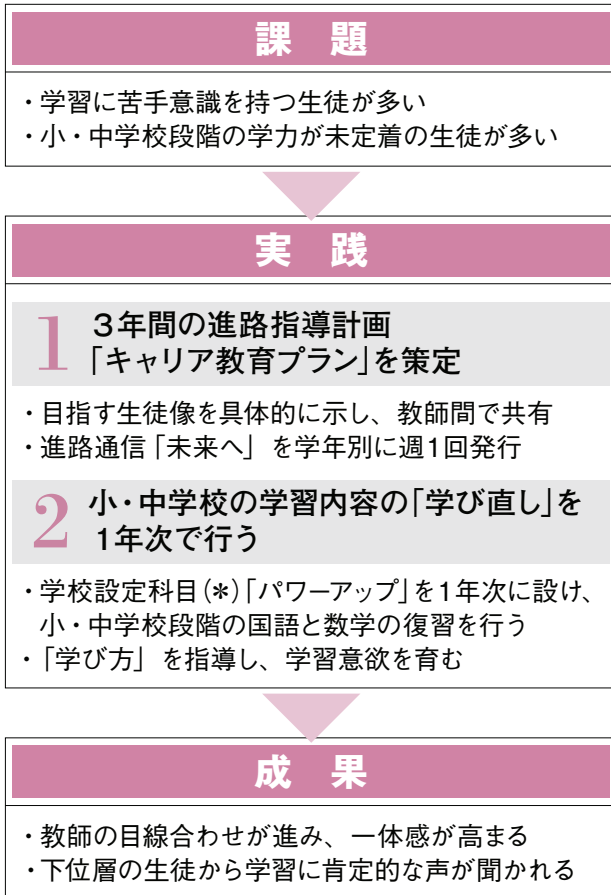 課題
・学習に苦手意識を持つ生徒が多い
・小・中学校段階の学力が未定着の生徒が多い
実践
1 3年間の進路指導計画
「キャリア教育プラン」を策定
・目指す生徒像を具体的に示し、教師間で共有
・進路通信「未来へ」を学年別に週1回発行
2 小・中学校の学習内容の「学び直し」を
1年次で行う
・学校設定科目(*)「パワーアップ」を1年次に設け、
小・中学校段階の国語と数学の復習を行う
・「学び方」を指導し、学習意欲を育む
成果
・教師の目線合わせが進み、一体感が高まる
・下位層の生徒から学習に肯定的な声が聞かれる